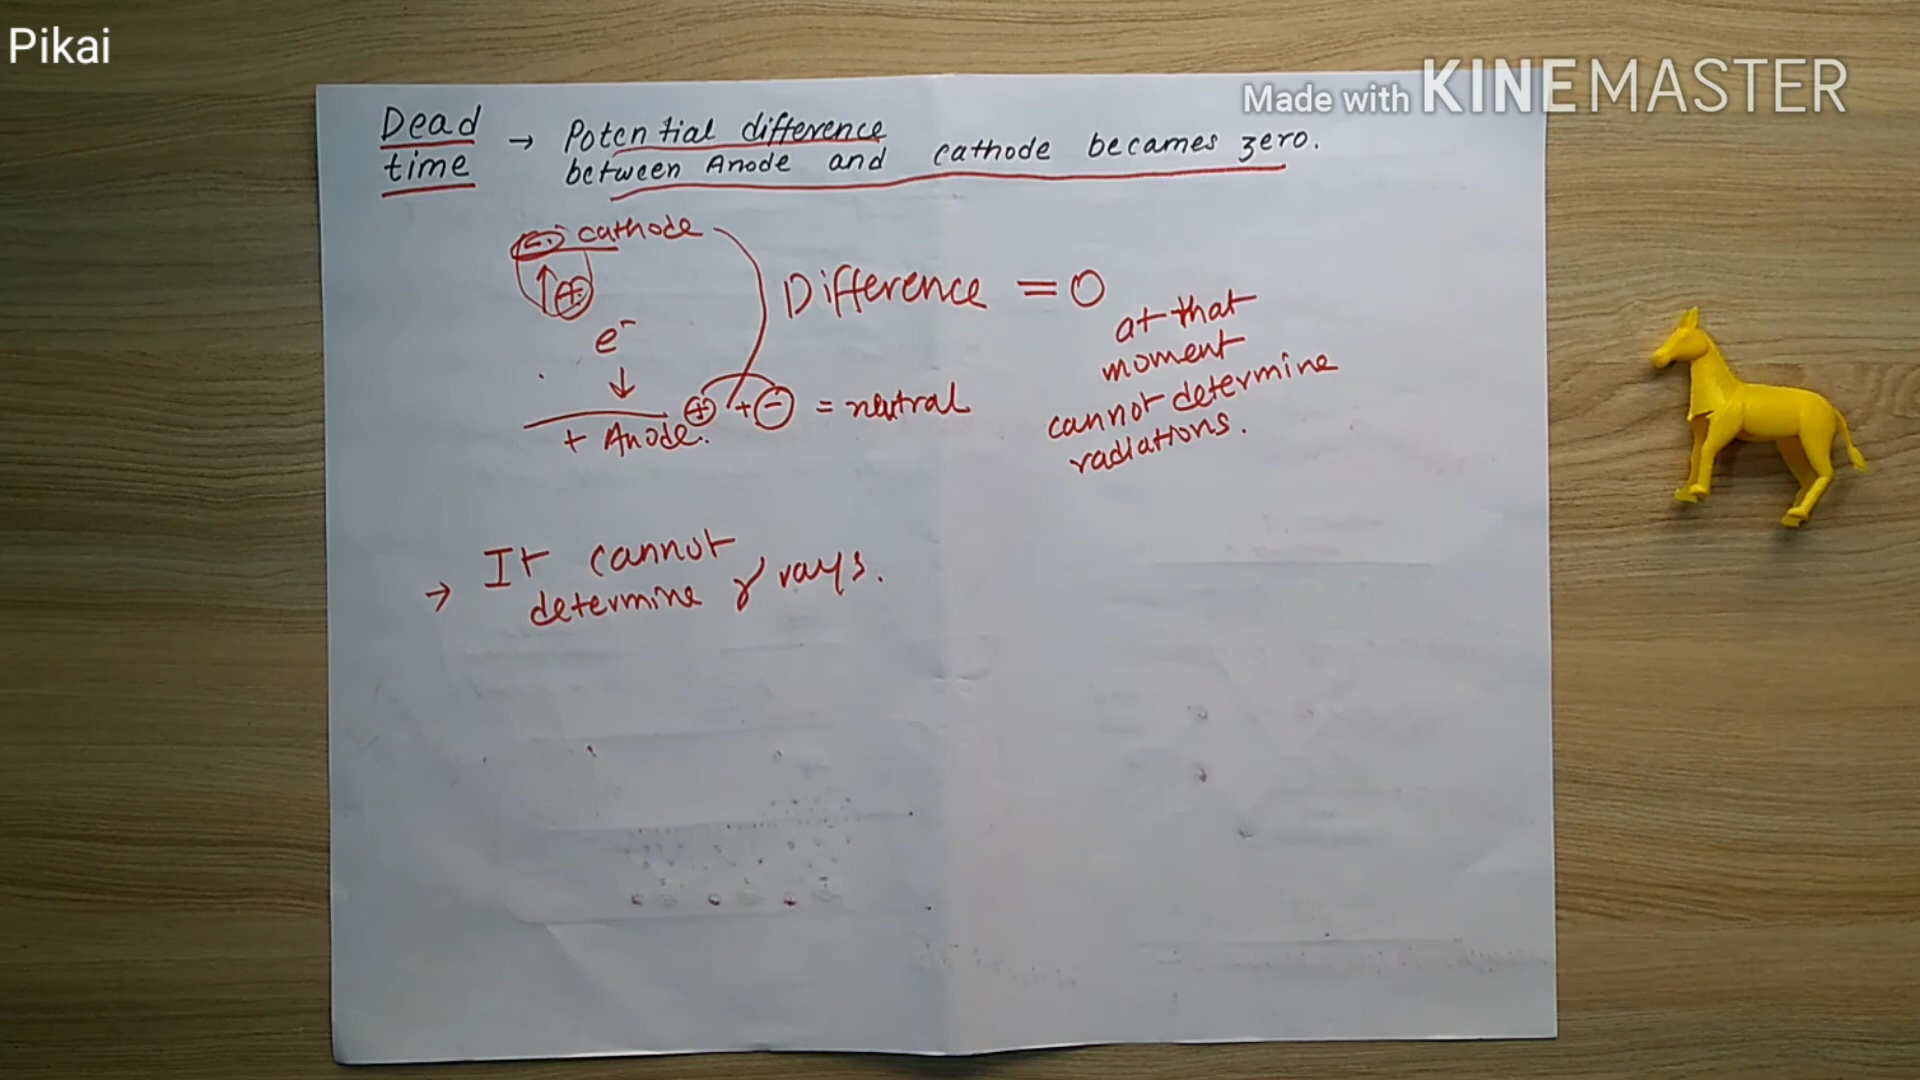 Pikai
Made with KINEMASTER
Dead
time
→ Potential difference
between Anode and cathode becames zero.
(-) cathode
↑ +
Difference = 0
e⁻
↓
at that
moment
cannot determine
radiations.
+ + - = neutral
+ Anode.
→ It cannot
determine γ rays.